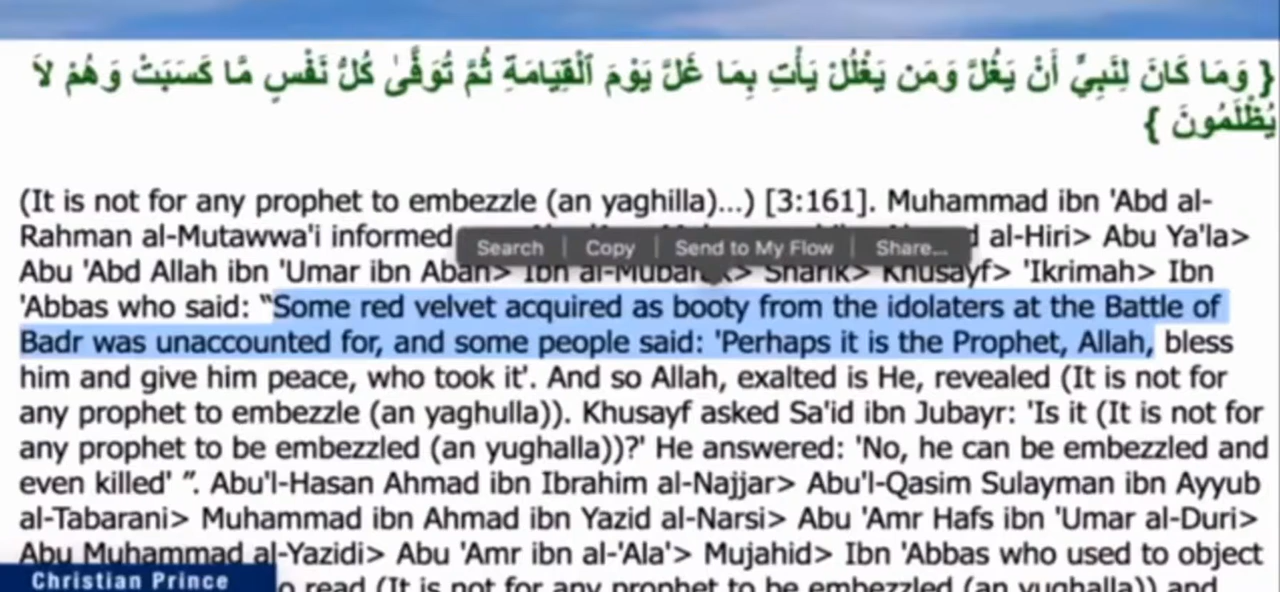 { وَمَا كَانَ لِنَبِيٍّ أَنْ يَغُلَّ وَمَن يَغْلُلْ يَأْتِ بِمَا غَلَّ يَوْمَ ٱلْقِيَامَةِ ثُمَّ تُوَفَّىٰ كُلُّ نَفْسٍ مَّا كَسَبَتْ وَهُمْ لاَ
يُظْلَمُونَ }
(It is not for any prophet to embezzle (an yaghilla)...) [3:161]. Muhammad ibn 'Abd al-
Rahman al-Mutawwa'i informed d al-Hiri> Abu Ya'la>
Search Copy Send to My Flow Share...
Abu 'Abd Allah ibn 'Umar ibn Aban> Ibn al-Mubarak> Sharik> Khusayf> 'Ikrimah> Ibn
'Abbas who said: "Some red velvet acquired as booty from the idolaters at the Battle of
Badr was unaccounted for, and some people said: 'Perhaps it is the Prophet, Allah, bless
him and give him peace, who took it'. And so Allah, exalted is He, revealed (It is not for
any prophet to embezzle (an yaghulla)). Khusayf asked Sa'id ibn Jubayr: 'Is it (It is not for
any prophet to be embezzled (an yughalla))?' He answered: 'No, he can be embezzled and
even killed' ". Abu'l-Hasan Ahmad ibn Ibrahim al-Najjar> Abu'l-Qasim Sulayman ibn Ayyub
al-Tabarani> Muhammad ibn Ahmad ibn Yazid al-Narsi> Abu 'Amr Hafs ibn 'Umar al-Duri>
Abu Muhammad al-Yazidi> Abu 'Amr ibn al-'Ala'> Mujahid> Ibn 'Abbas who used to object
Christian Prince
o read (It is not for any prophet to be embezzled (an yughalla)) and